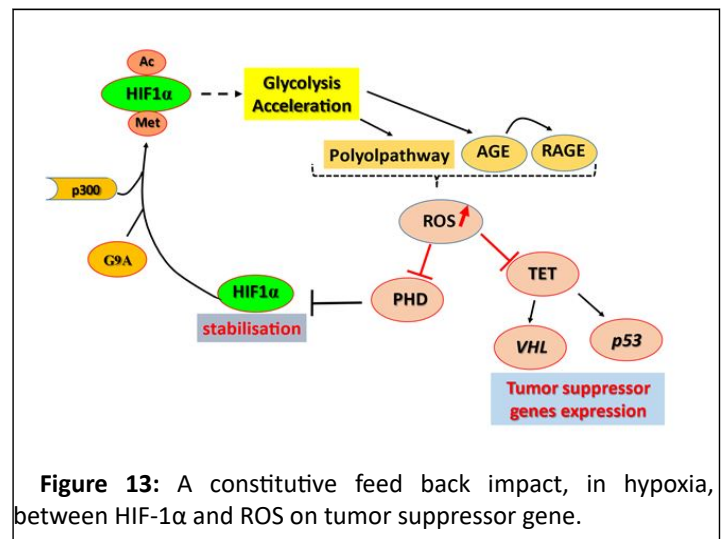 Ac
HIF1α
Met
Glycolysis
Acceleration
Polyolpathway
AGE
RAGE
p300
ROS
G9A
TET
HIF1α
PHD
stabilisation
VHL
p53
Tumor suppressor
genes expression
Figure 13: A constitutive feed back impact, in hypoxia,
between HIF-1α and ROS on tumor suppressor gene.